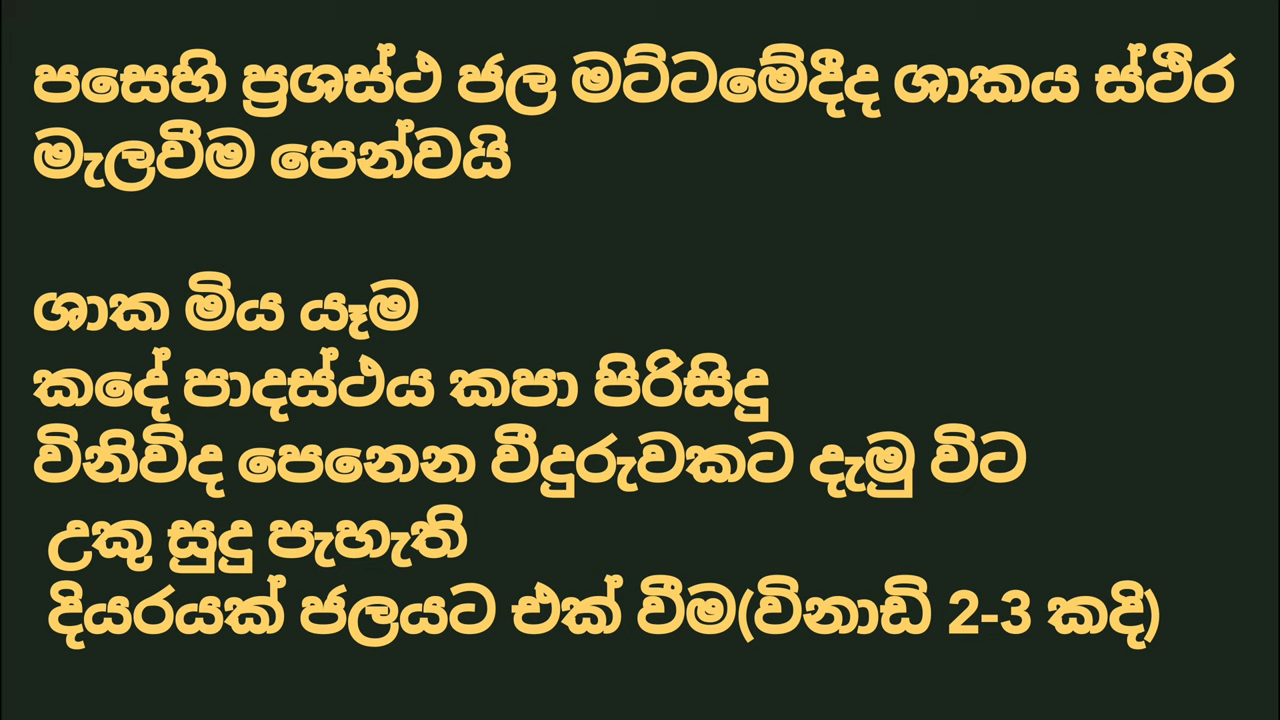 පසෙහි ප්‍රශස්ථ ජල මට්ටමේදීද ශාකය ස්ථිර
මැලවීම පෙන්වයි
ශාක මිය යෑම
කඳේ පාදස්ථය කපා පිරිසිදු
විනිවිද පෙනෙන වීදුරුවකට දැමු විට
උකු සුදු පැහැති
දියරයක් ජලයට එක් වීම(විනාඩි 2-3 කදි)